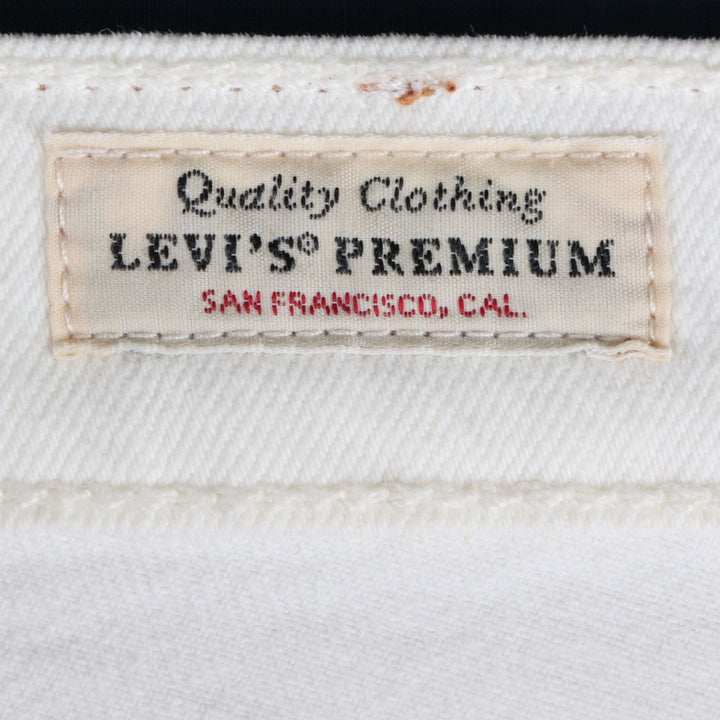 Quality Clothing
LEVI'S® PREMIUM
SAN FRANCISCO, CAL.